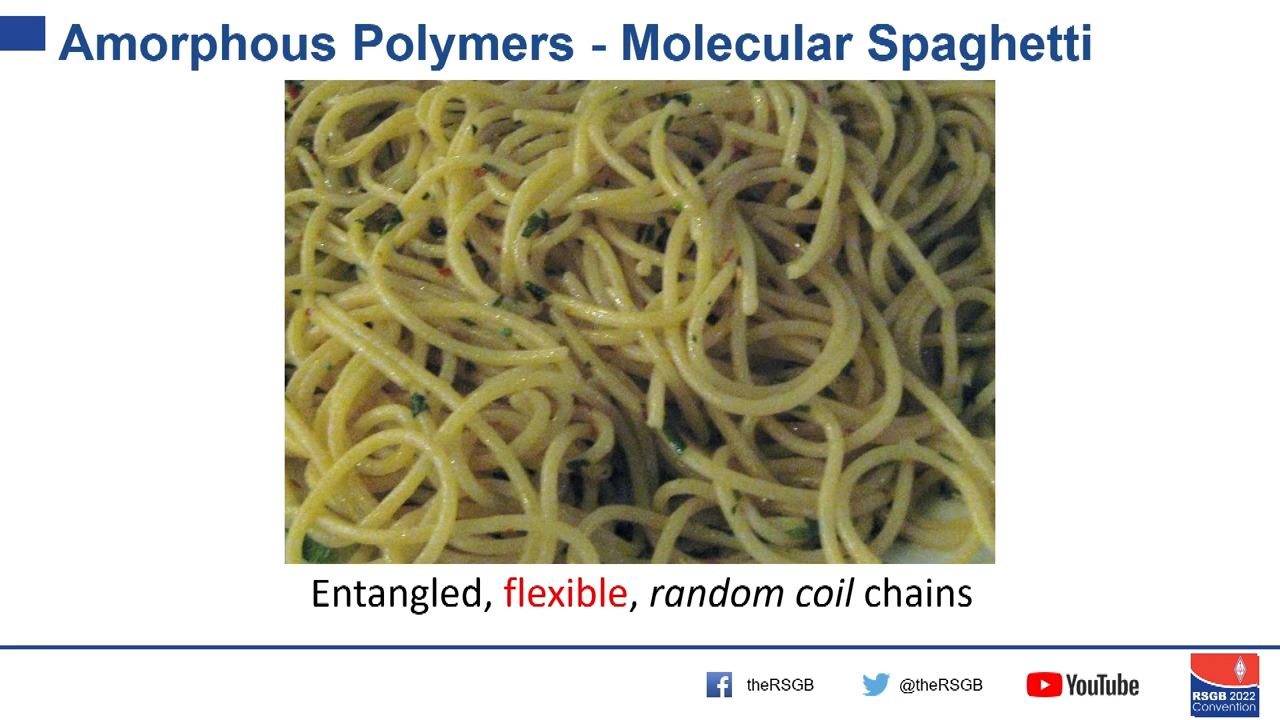 Amorphous Polymers - Molecular Spaghetti
Entangled, flexible, random coil chains
theRSGB
@theRSGB
YouTube
RSGB 2022
Convention